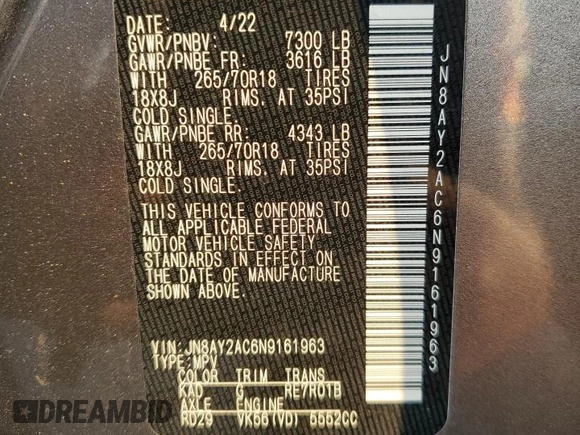 DATE: 4/22
GVWR/PNBV: 7300 LB
GAWR/PNBE FR: 3616 LB
WITH 265/70R18 TIRES
18X8J RIMS. AT 35PSI
COLD SINGLE.
GAWR/PNBE RR: 4343 LB
WITH 265/70R18 TIRES
18X8J RIMS. AT 35PSI
COLD SINGLE.
THIS VEHICLE CONFORMS TO
ALL APPLICABLE FEDERAL
MOTOR VEHICLE SAFETY
STANDARDS IN EFFECT ON
THE DATE OF MANUFACTURE
SHOWN ABOVE.
VIN: JN8AY2AC6N9161963
TYPE: MPV
COLOR TRIM TRANS
KAD G RE7R01B
AXLE ENGINE
RD29 VK56(VD) 5552CC
JN8AY2AC6N9161963
DREAMBID